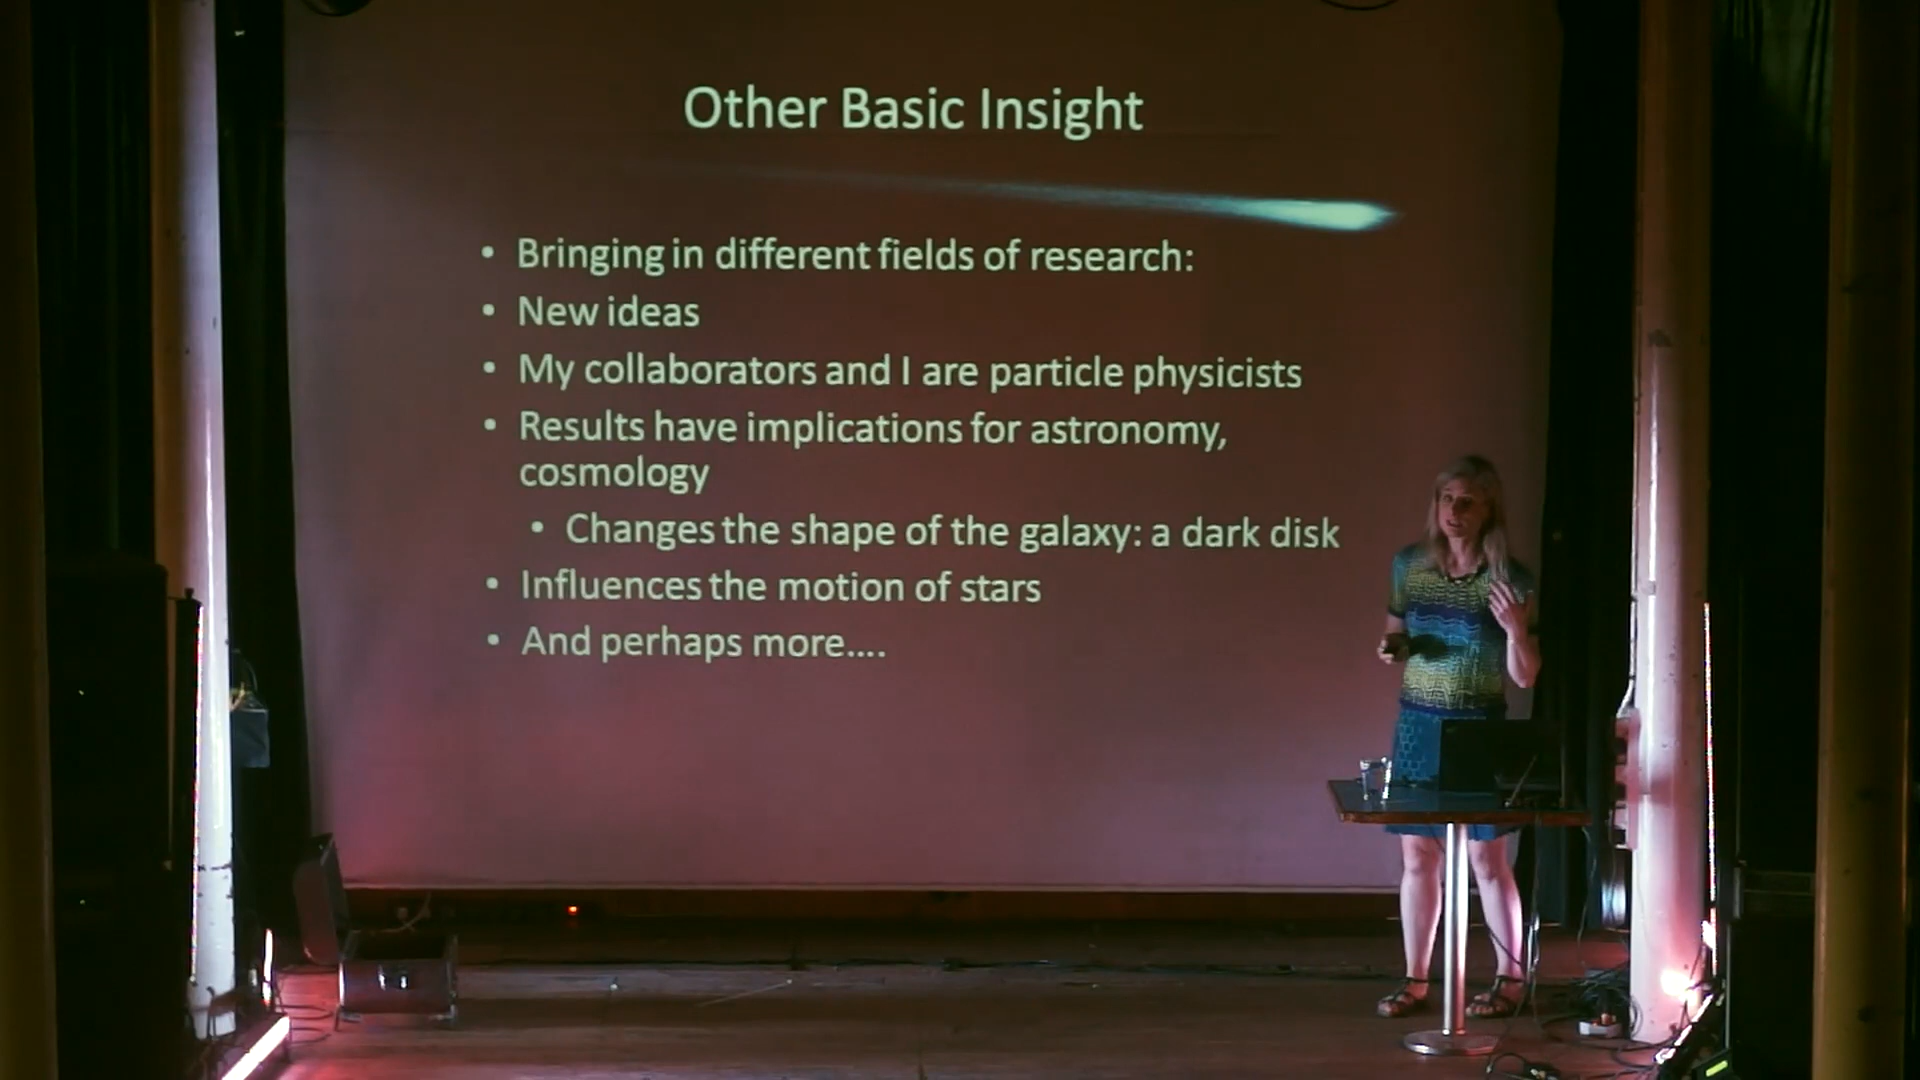 Other Basic Insight
• Bringing in different fields of research:
• New ideas
• My collaborators and I are particle physicists
• Results have implications for astronomy,
cosmology
• Changes the shape of the galaxy: a dark disk
• Influences the motion of stars
• And perhaps more....